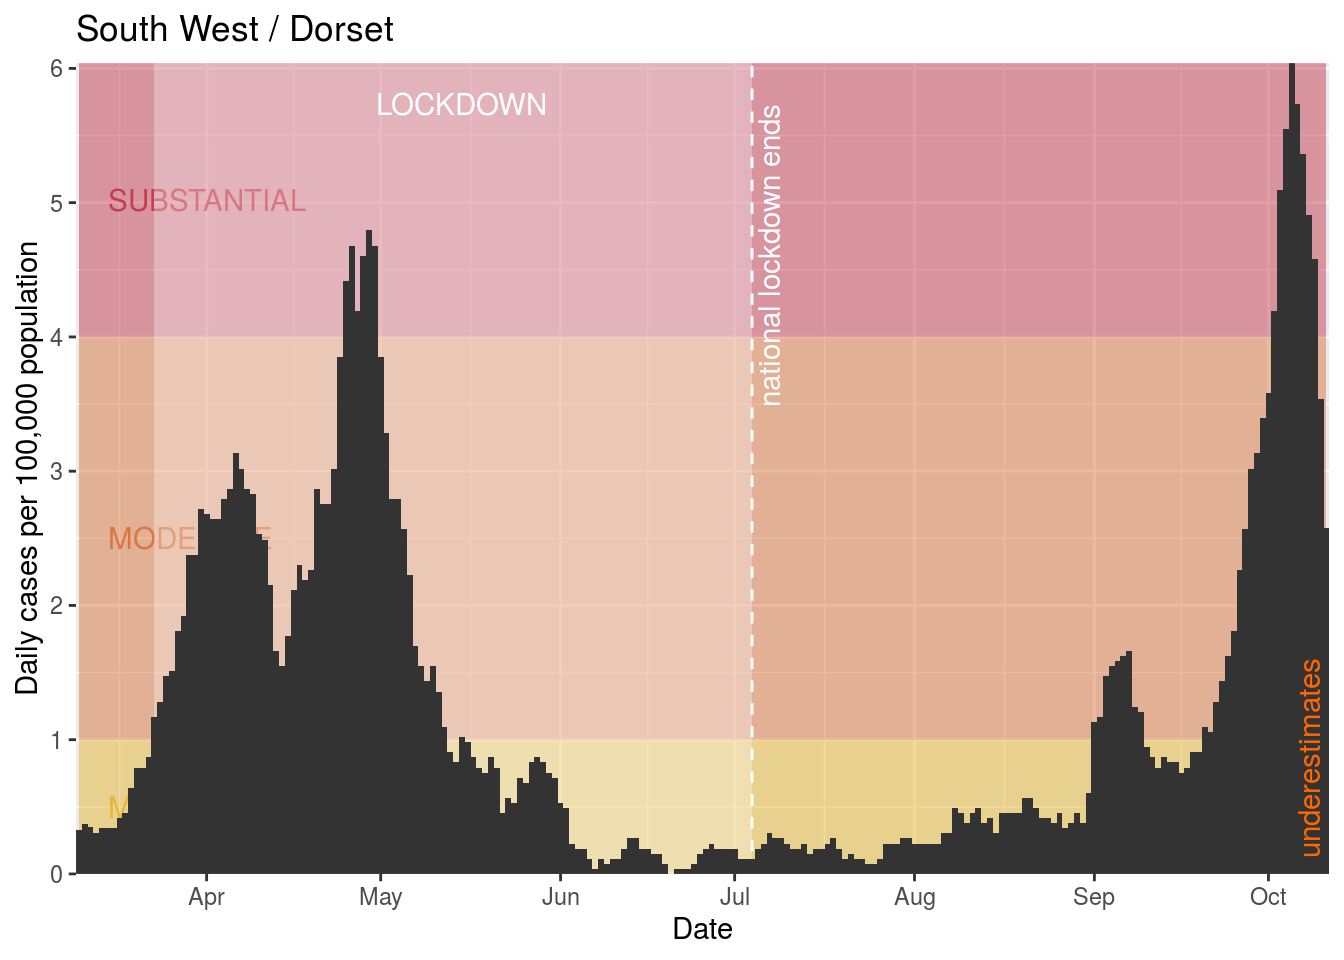 South West / Dorset
Daily cases per 100,000 population
6
5
4
3
2
1
0
LOCKDOWN
SUBSTANTIAL
national lockdown ends
underestimates
Apr
May
Jun
Jul
Aug
Sep
Oct
Date